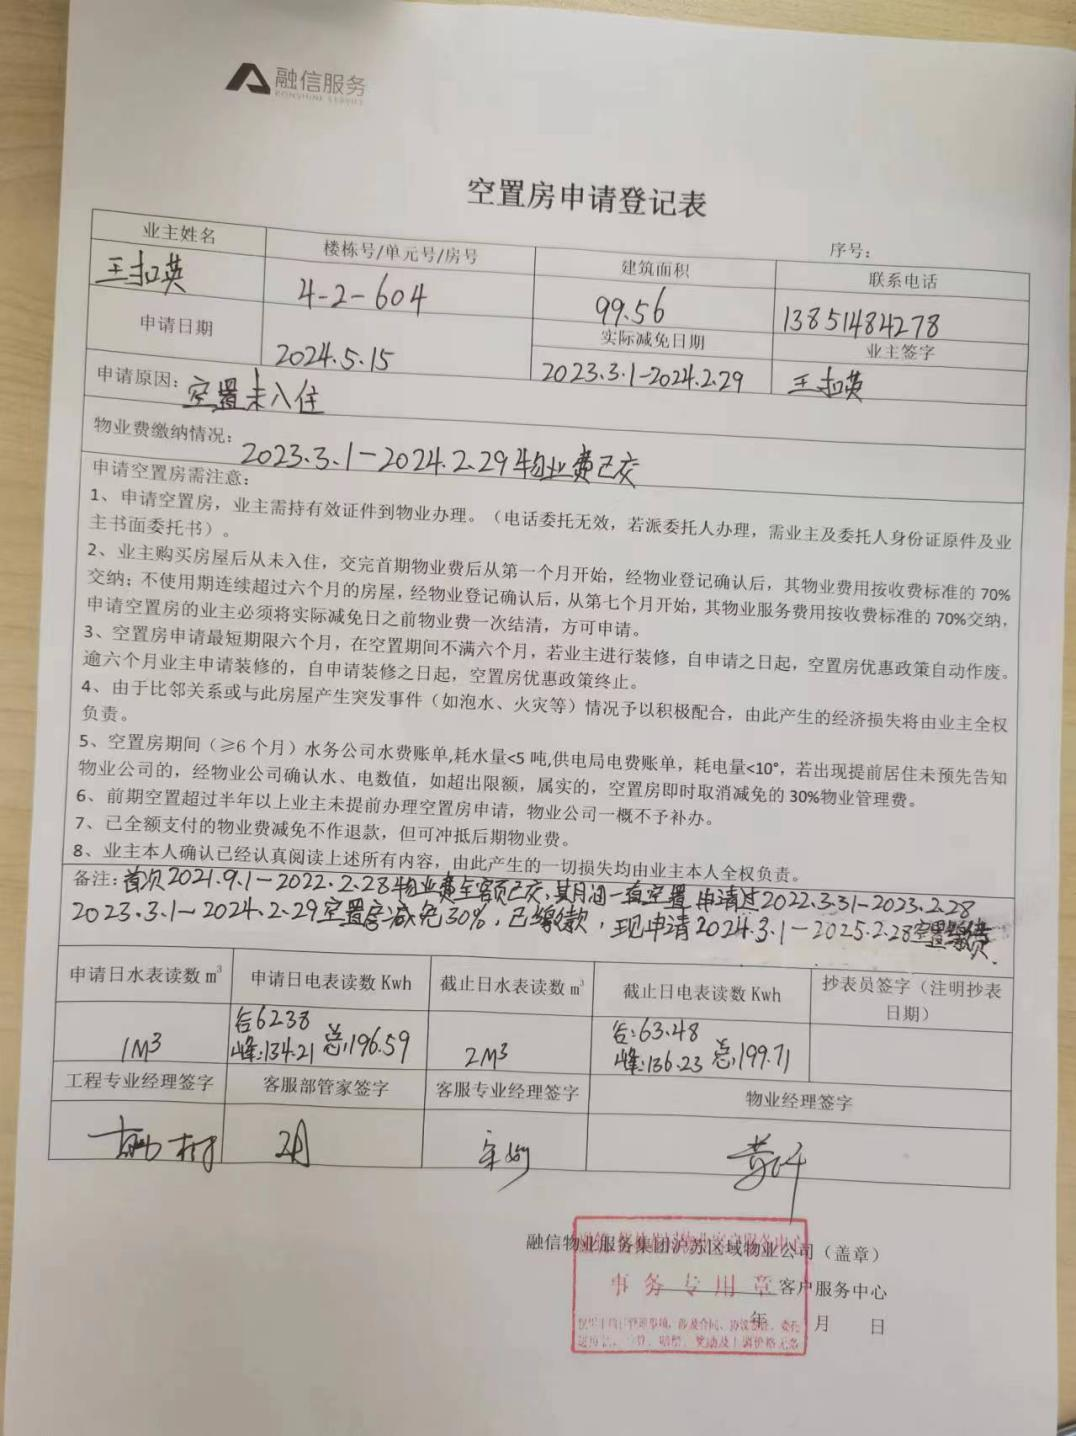 融信服务
RONSHINE SERVICE
空置房申请登记表
序号：
业主姓名 楼栋号/单元号/房号 建筑面积 联系电话
王扣英 4-2-604 99.56 13851484278
申请日期 2024.5.15 实际减免日期 业主签字
2023.3.1-2024.2.29 王扣英
申请原因：空置未入住
物业费缴纳情况：2023.3.1-2024.2.29物业费已交
申请空置房需注意：
1、申请空置房，业主需持有效证件到物业办理。（电话委托无效，若派委托人办理，需业主及委托人身份证原件及业
主书面委托书）。
2、业主购买房屋后从未入住，交完首期物业费后从第一个月开始，经物业登记确认后，其物业费用按收费标准的70%
交纳；不使用期连续超过六个月的房屋，经物业登记确认后，从第七个月开始，其物业服务费用按收费标准的70%交纳，
申请空置房的业主必须将实际减免日之前物业费一次结清，方可申请。
3、空置房申请最短期限六个月，在空置期间不满六个月，若业主进行装修，自申请之日起，空置房优惠政策自动作废。
逾六个月业主申请装修的，自申请装修之日起，空置房优惠政策终止。
4、由于比邻关系或与此房屋产生突发事件（如泡水、火灾等）情况予以积极配合，由此产生的经济损失将由业主全权
负责。
5、空置房期间（≥6个月）水务公司水费账单,耗水量<5吨,供电局电费账单，耗电量<10°，若出现提前居住未预先告知
物业公司的，经物业公司确认水、电数值，如超出限额，属实的，空置房即时取消减免的30%物业管理费。
6、前期空置超过半年以上业主未提前办理空置房申请，物业公司一概不予补办。
7、已全额支付的物业费减免不作退款，但可冲抵后期物业费。
8、业主本人确认已经认真阅读上述所有内容，由此产生的一切损失均由业主本人全权负责。
备注：首次2021.9.1-2022.2.28物业费全额已交，其月间一直空置 申请过2022.3.31-2023.2.28
2023.3.1-2024.2.29空置房减免30%，已缴款，现申请2024.3.1-2025.2.28空置缴费.
申请日水表读数m³ 申请日电表读数Kwh 截止日水表读数m³ 截止日电表读数Kwh 抄表员签字（注明抄表
日期）
1M³ 谷6238 峰:134.21 总:196.59 2M³ 谷:63.48 峰:136.23 总:199.71
工程专业经理签字 客服部管家签字 客服专业经理签字 物业经理签字
融信物业服务集团沪苏区域物业公司（盖章）
事务专用章
客户服务中心
年 月 日